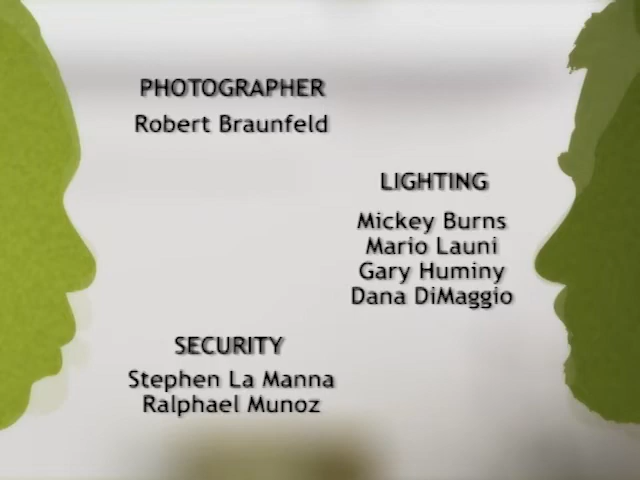 PHOTOGRAPHER
Robert Braunfeld
LIGHTING
Mickey Burns
Mario Launi
Gary Huminy
Dana DiMaggio
SECURITY
Stephen La Manna
Ralphael Munoz